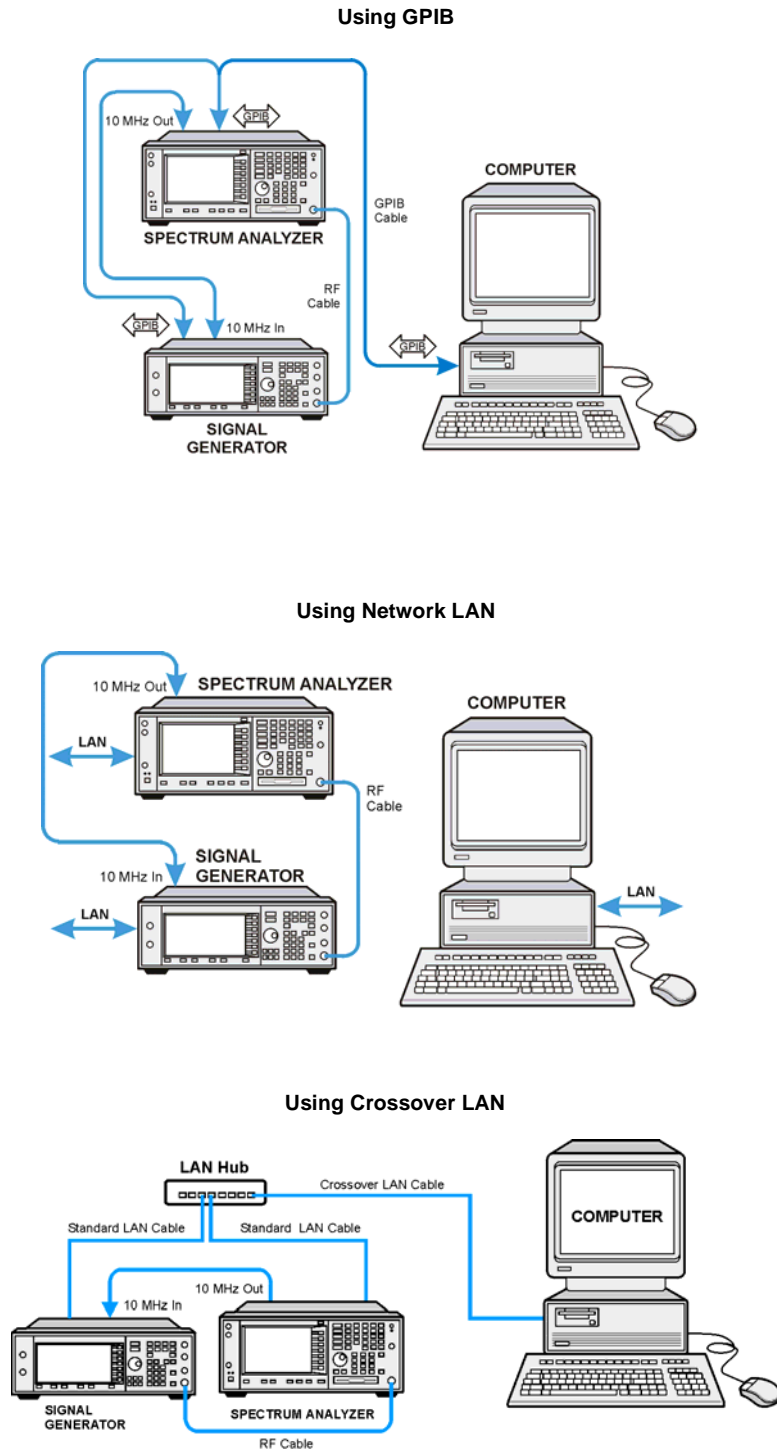 Using GPIB
10 MHz Out
GPIB
COMPUTER
GPIB
Cable
SPECTRUM ANALYZER
RF
Cable
GPIB
10 MHz In
GPIB
SIGNAL
GENERATOR
Using Network LAN
10 MHz Out
SPECTRUM ANALYZER
COMPUTER
LAN
RF
Cable
SIGNAL
GENERATOR
10 MHz In
LAN
LAN
Using Crossover LAN
LAN Hub
Crossover LAN Cable
COMPUTER
Standard LAN Cable
Standard LAN Cable
10 MHz Out
10 MHz In
SIGNAL
GENERATOR
SPECTRUM ANALYZER
RF Cable